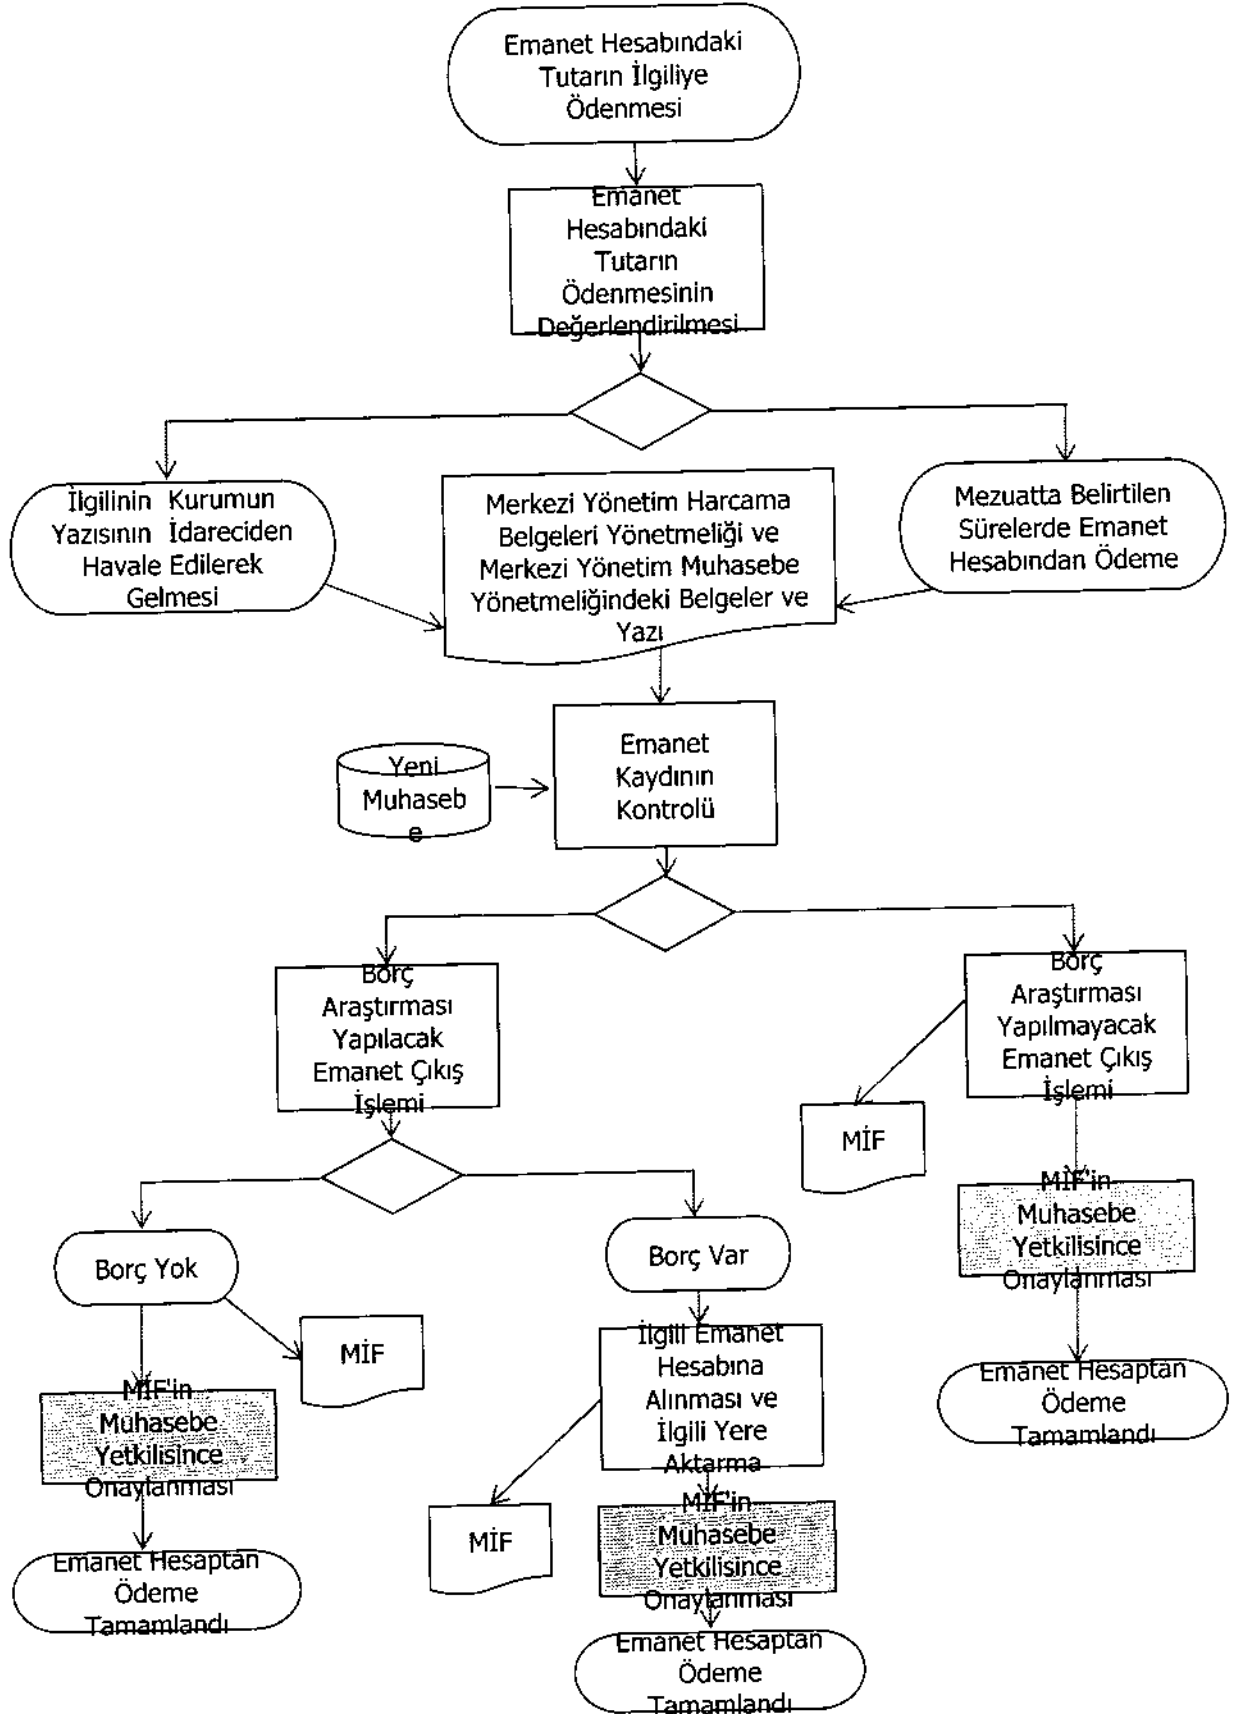 Emanet Hesabındaki
Tutarın İlgiliye
Ödenmesi
Emanet
Hesabındaki
Tutarın
Ödenmesinin
Değerlendirilmesi
İlgilinin Kurumun
Yazısının İdareciden
Havale Edilerek
Gelmesi
Merkezi Yönetim Harcama
Belgeleri Yönetmeliği ve
Merkezi Yönetim Muhasebe
Yönetmeliğindeki Belgeler ve
Yazı
Mezuatta Belirtilen
Sürelerde Emanet
Hesabından Ödeme
Yeni
Muhaseb
e
Emanet
Kaydının
Kontrolü
Borç
Araştırması
Yapılacak
Emanet Çıkış
İşlemi
Borç
Araştırması
Yapılmayacak
Emanet Çıkış
İşlemi
MİF
MİF'in
Muhasebe
Yetkilisince
Onaylanması
Emanet Hesaptan
Ödeme
Tamamlandı
Borç Yok
MİF
MİF'in
Muhasebe
Yetkilisince
Onaylanması
Emanet Hesaptan
Ödeme
Tamamlandı
Borç Var
İlgili Emanet
Hesabına
Alınması ve
İlgili Yere
Aktarma
MİF
MİF'in
Muhasebe
Yetkilisince
Onaylanması
Emanet Hesaptan
Ödeme
Tamamlandı